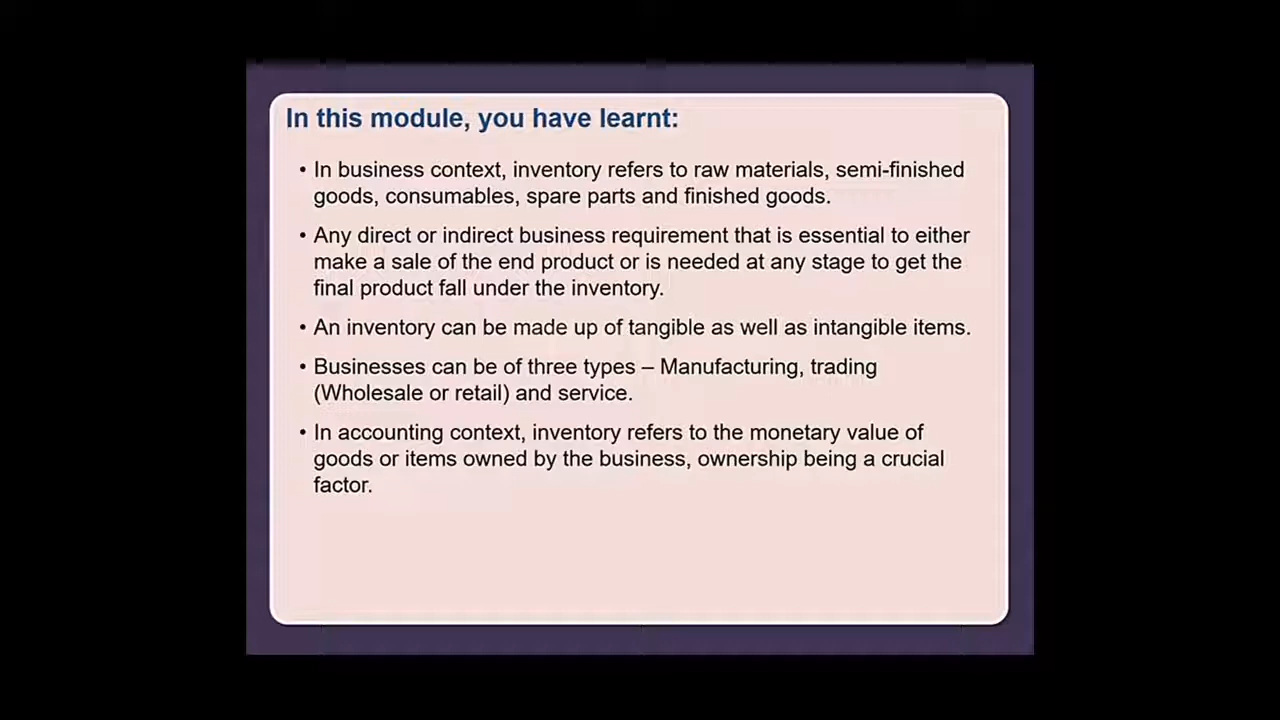 In this module, you have learnt:
• In business context, inventory refers to raw materials, semi-finished
goods, consumables, spare parts and finished goods.
• Any direct or indirect business requirement that is essential to either
make a sale of the end product or is needed at any stage to get the
final product fall under the inventory.
• An inventory can be made up of tangible as well as intangible items.
• Businesses can be of three types – Manufacturing, trading
(Wholesale or retail) and service.
• In accounting context, inventory refers to the monetary value of
goods or items owned by the business, ownership being a crucial
factor.